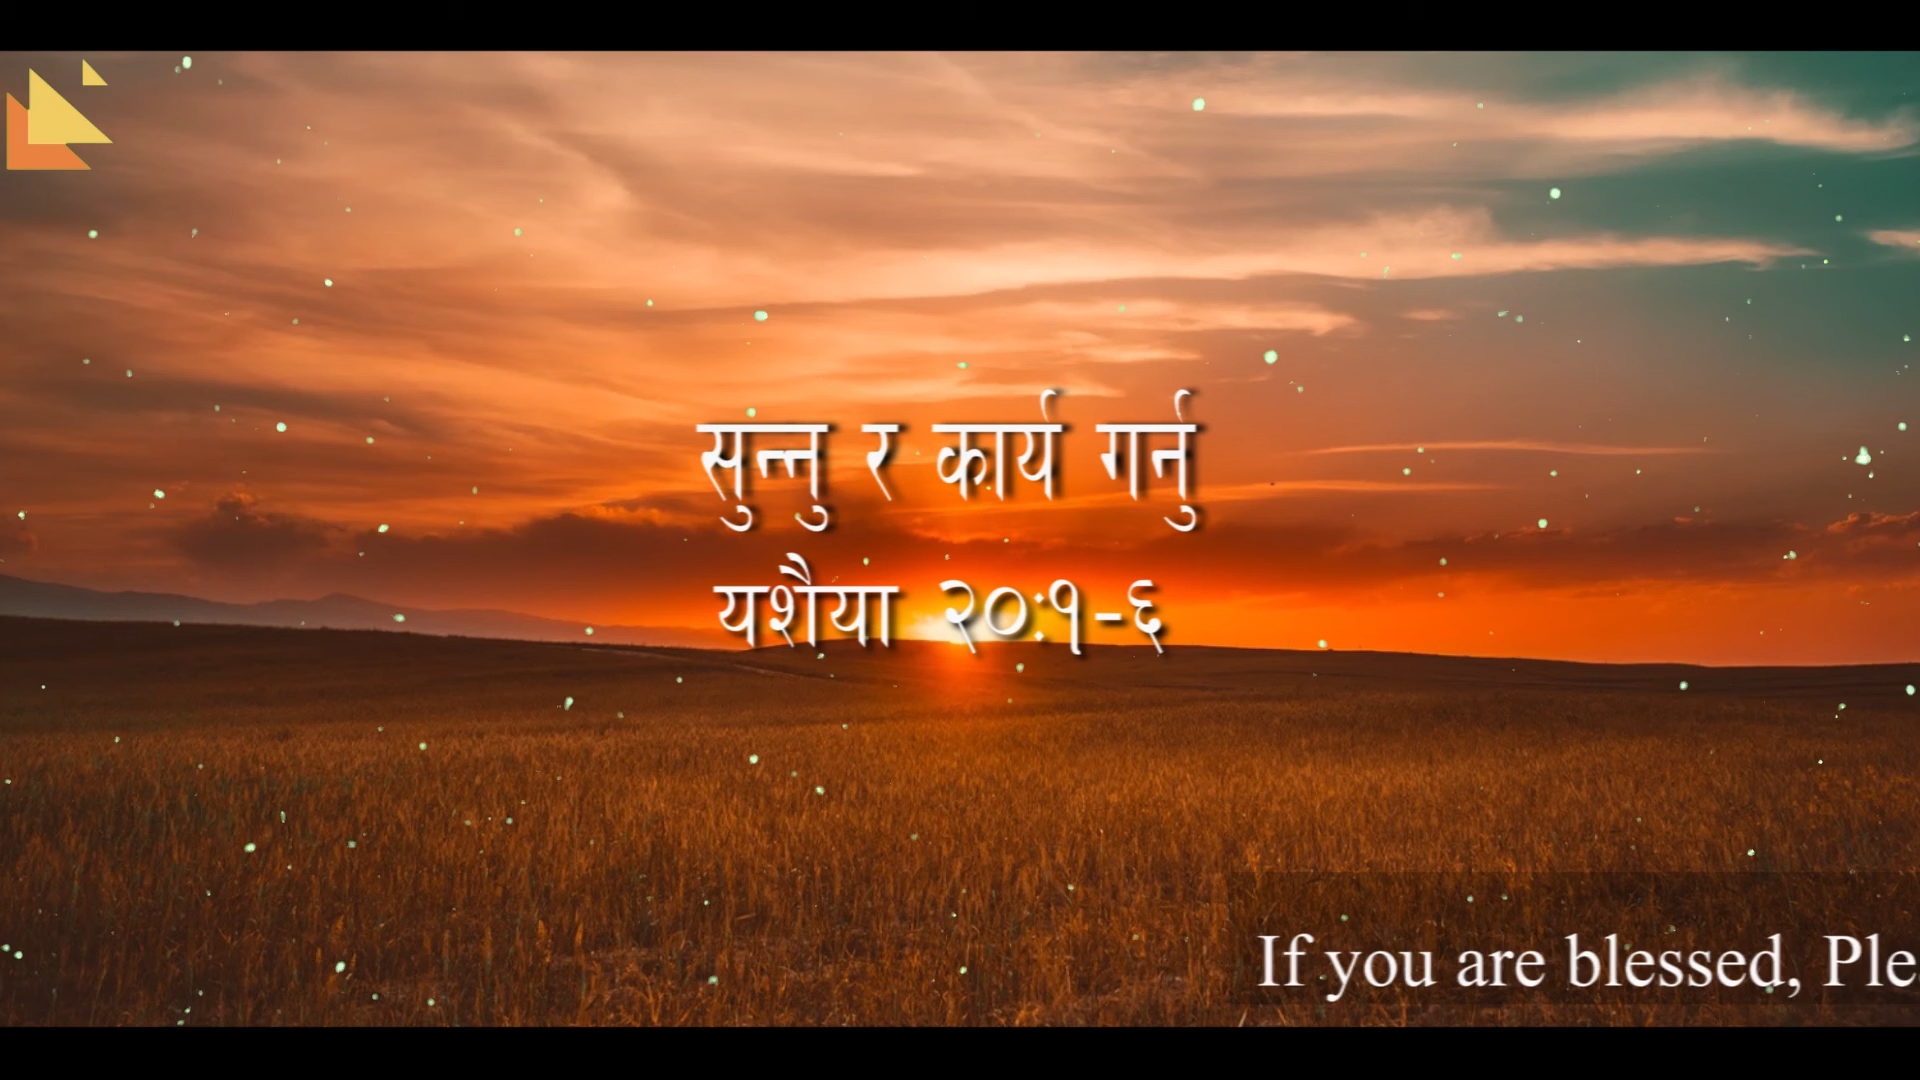 सुन्नु र कार्य गर्नु
यशैया २०:१-६
If you are blessed, Ple